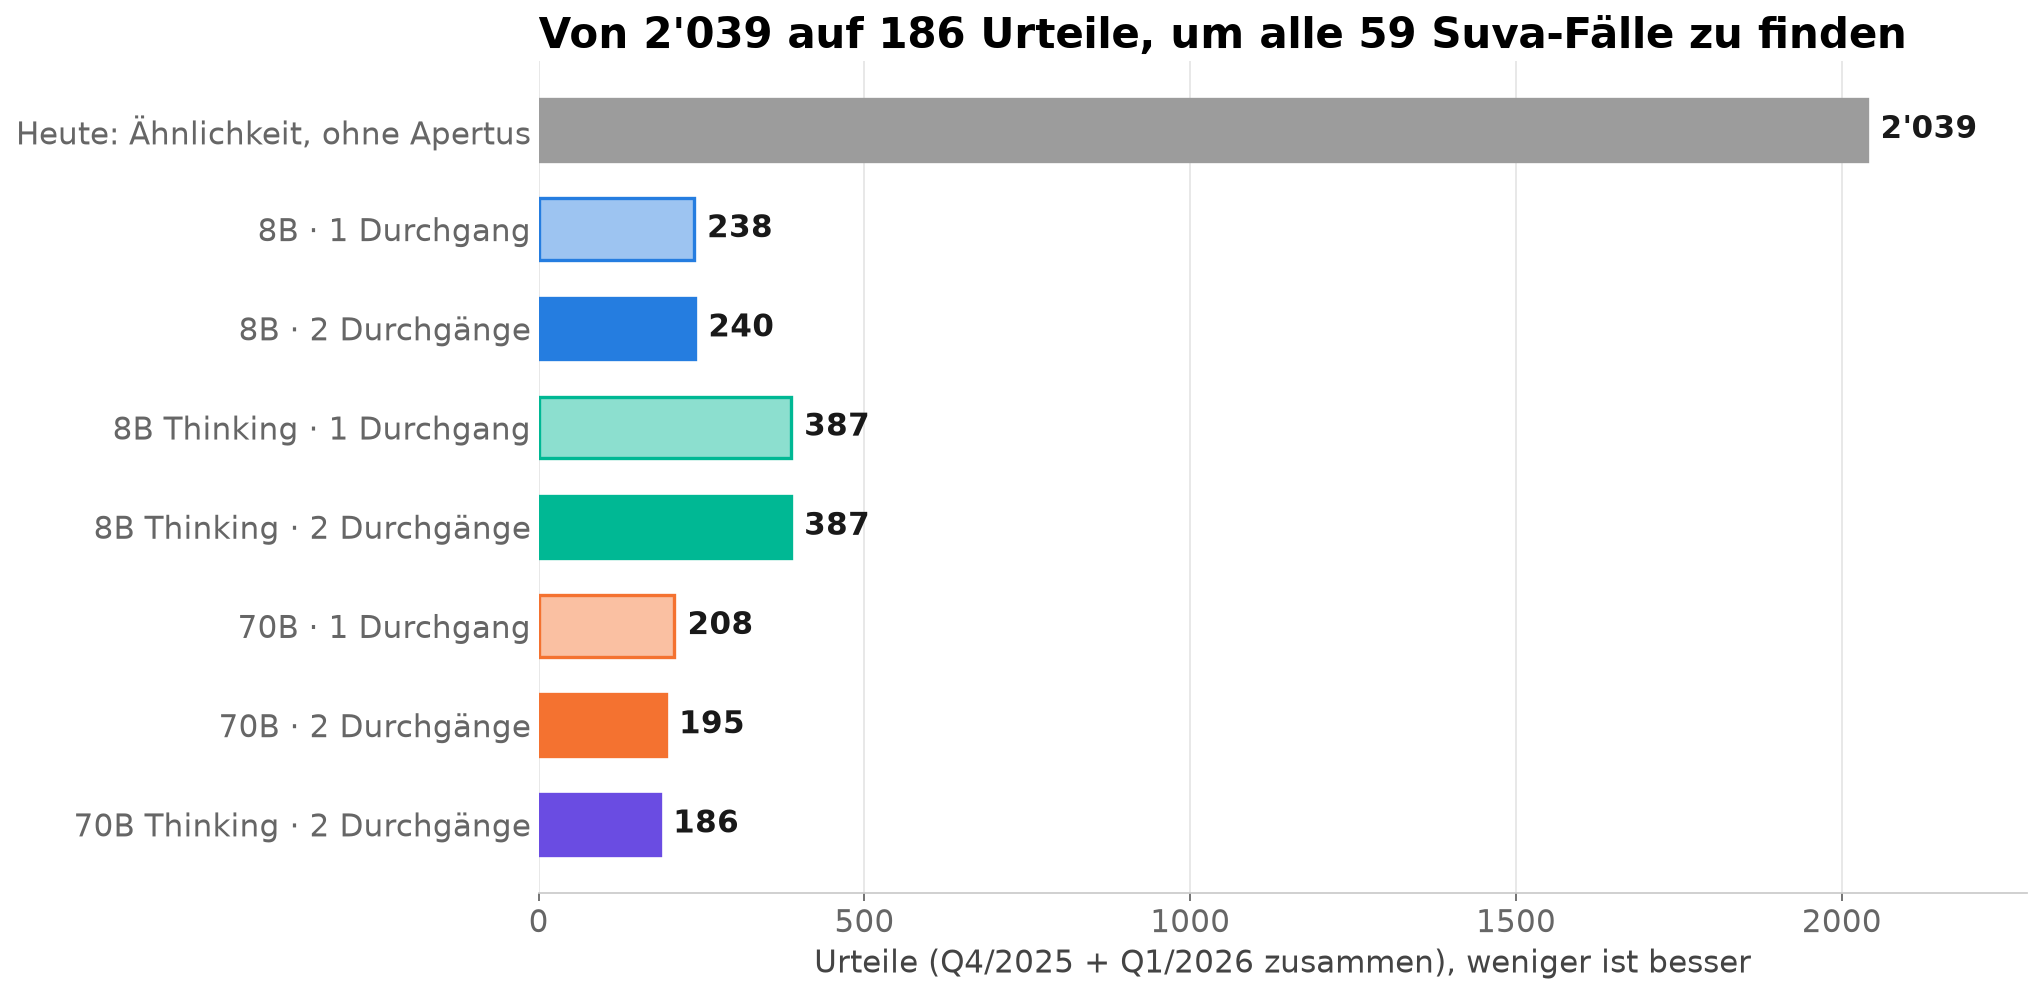 Von 2'039 auf 186 Urteile, um alle 59 Suva-Fälle zu finden
Heute: Ähnlichkeit, ohne Apertus 2'039
8B · 1 Durchgang 238
8B · 2 Durchgänge 240
8B Thinking · 1 Durchgang 387
8B Thinking · 2 Durchgänge 387
70B · 1 Durchgang 208
70B · 2 Durchgänge 195
70B Thinking · 2 Durchgänge 186
0 500 1000 1500 2000
Urteile (Q4/2025 + Q1/2026 zusammen), weniger ist besser